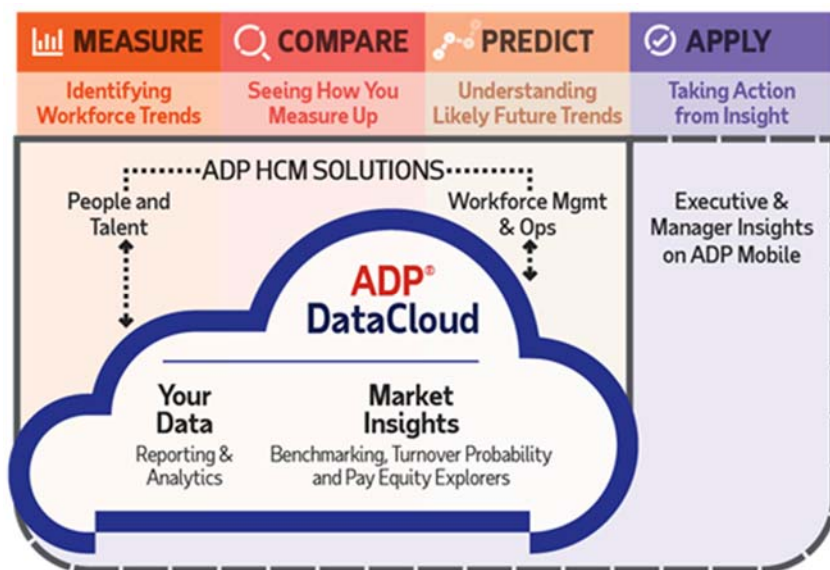 MEASURE
COMPARE
PREDICT
APPLY
Identifying
Workforce Trends
Seeing How You
Measure Up
Understanding
Likely Future Trends
Taking Action
from Insight
ADP HCM SOLUTIONS
People and
Talent
Workforce Mgmt
& Ops
Executive &
Manager Insights
on ADP Mobile
ADP®
DataCloud
Your
Data
Reporting &
Analytics
Market
Insights
Benchmarking, Turnover Probability
and Pay Equity Explorers